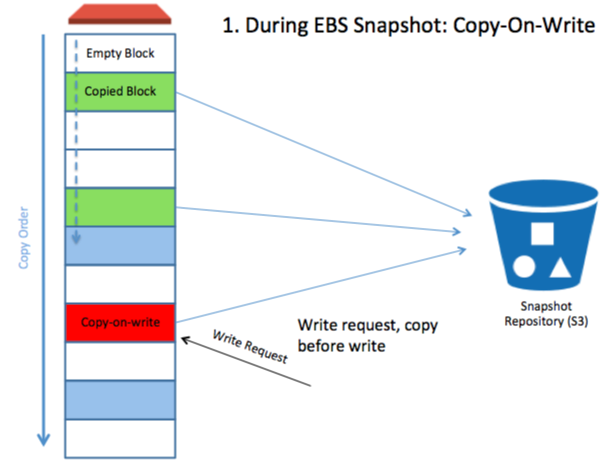 1. During EBS Snapshot: Copy-On-Write
Empty Block
Copied Block
Copy Order
Copy-on-write
Write Request
Write request, copy
before write
Snapshot
Repository (S3)